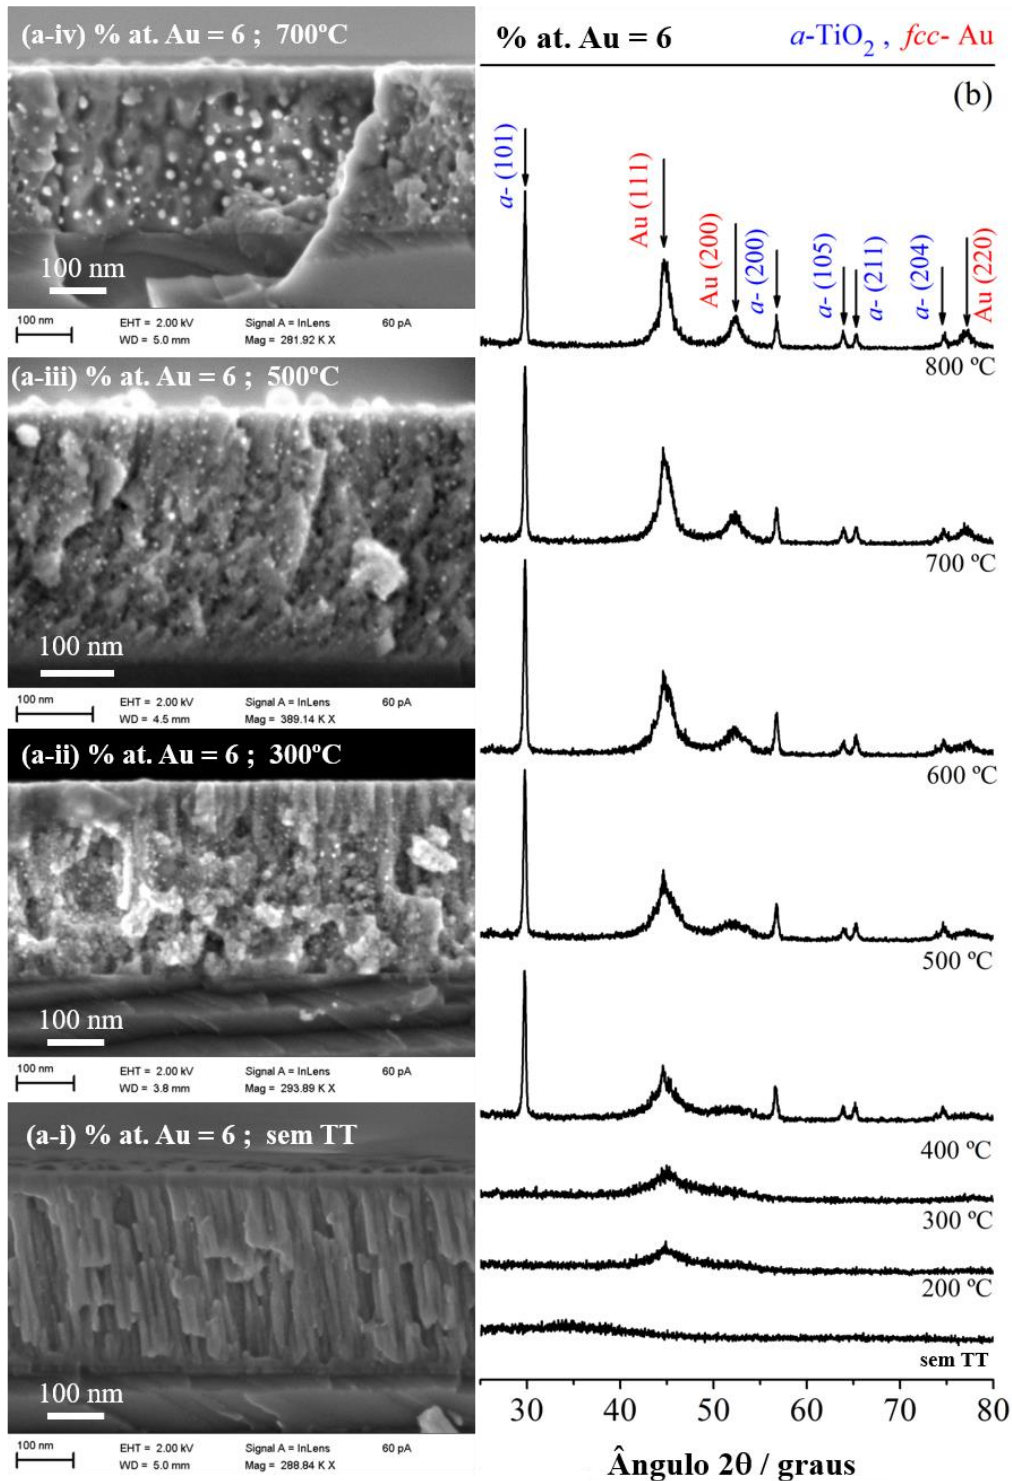 (a-iv) % at. Au = 6 ; 700ºC
100 nm
100 nm
EHT = 2.00 kV
Signal A = InLens
60 pA
WD = 5.0 mm
Mag = 281.92 K X
(a-iii) % at. Au = 6 ; 500ºC
100 nm
100 nm
EHT = 2.00 kV
Signal A = InLens
60 pA
WD = 4.5 mm
Mag = 389.14 K X
(a-ii) % at. Au = 6 ; 300ºC
100 nm
100 nm
EHT = 2.00 kV
Signal A = InLens
60 pA
WD = 3.8 mm
Mag = 293.89 K X
(a-i) % at. Au = 6 ; sem TT
100 nm
100 nm
EHT = 2.00 kV
Signal A = InLens
60 pA
WD = 5.0 mm
Mag = 288.84 K X
% at. Au = 6
a-TiO2 , fcc- Au
(b)
a- (101)
Au (111)
Au (200)
a- (200)
a- (105)
a- (211)
a- (204)
Au (220)
800 ºC
700 ºC
600 ºC
500 ºC
400 ºC
300 ºC
200 ºC
sem TT
30 40 50 60 70 80
Ângulo 2θ / graus